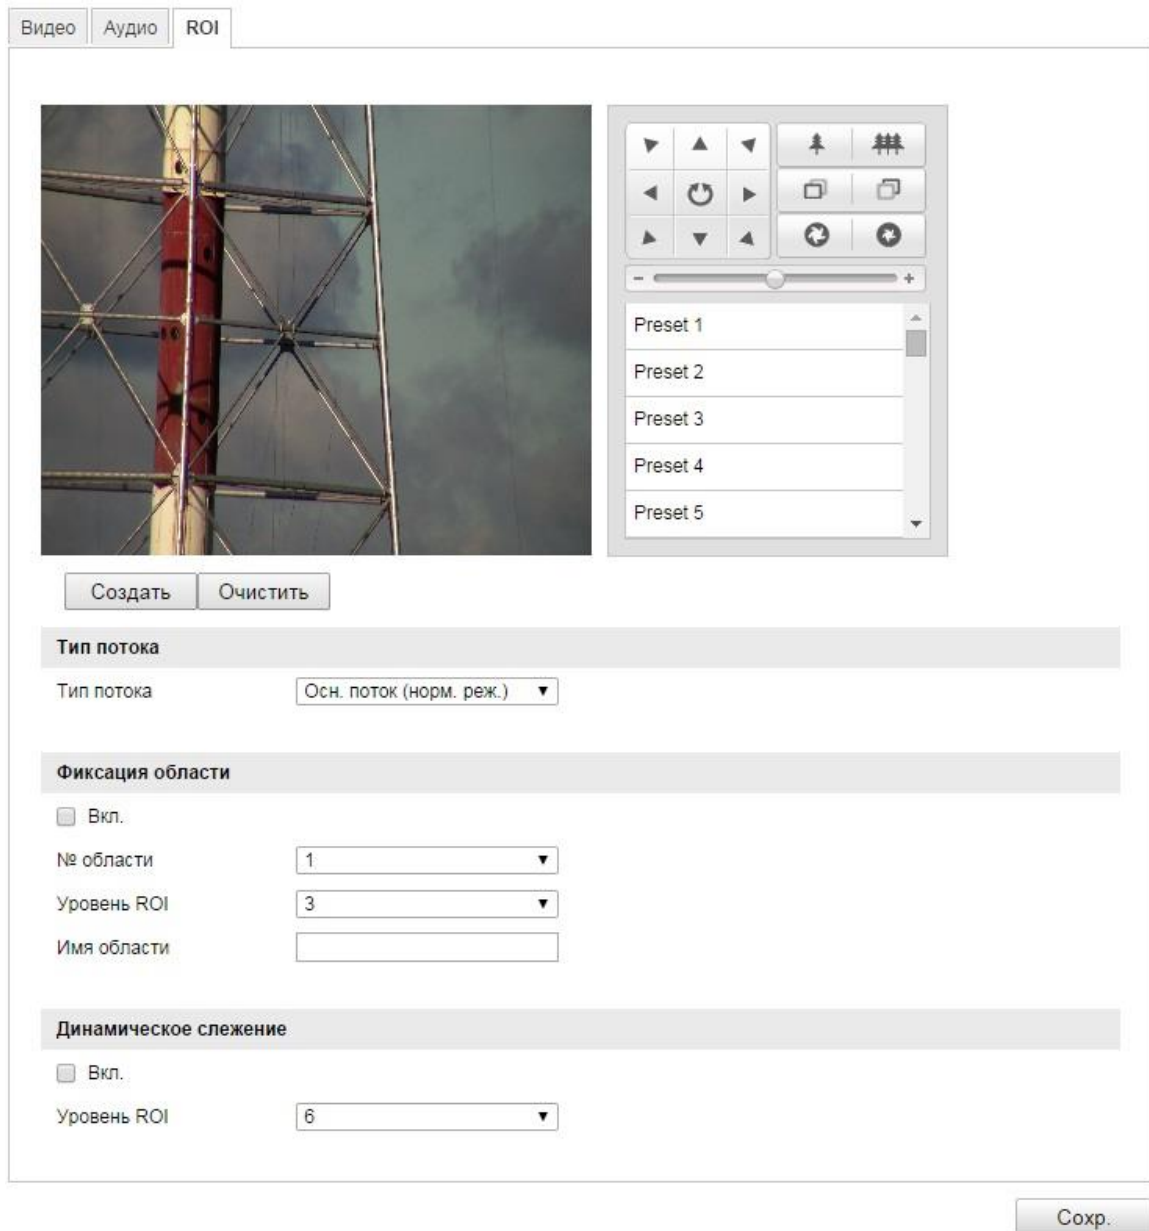 Видео Аудио ROI
Preset 1
Preset 2
Preset 3
Preset 4
Preset 5
Создать Очистить
Тип потока
Тип потока Осн. поток (норм. реж.)
Фиксация области
Вкл.
№ области 1
Уровень ROI 3
Имя области
Динамическое слежение
Вкл.
Уровень ROI 6
Сохр.